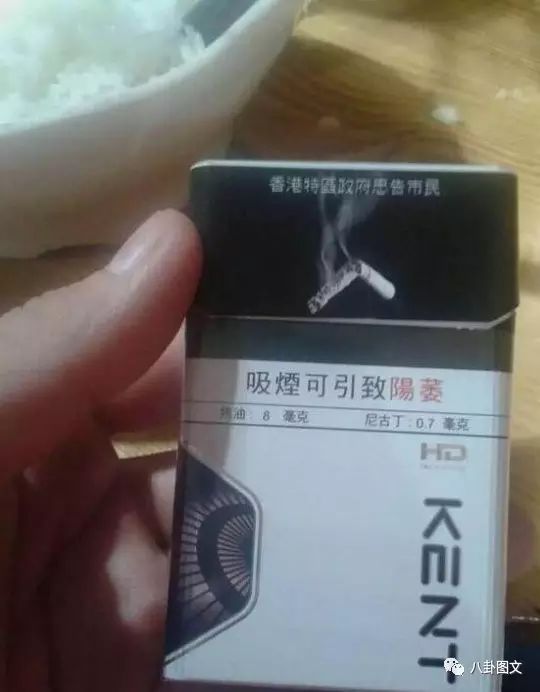 香港特區政府忠告市民
吸煙可引致陽萎
焦油: 8 毫克 尼古丁: 0.7 毫克
HD
KENT
八卦图文